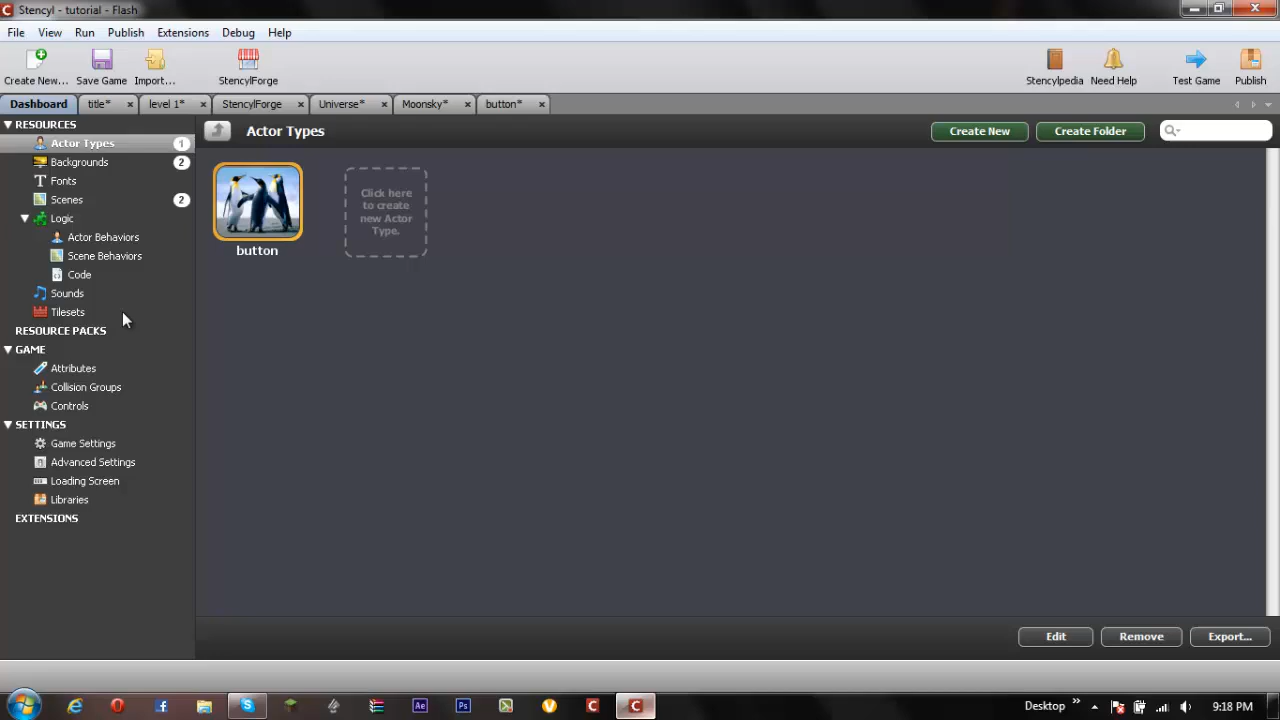 Stencyl - tutorial - Flash
File View Run Publish Extensions Debug Help
Create New... Save Game Import... StencylForge Stencylpedia Need Help Test Game Publish
Dashboard title* level 1* StencylForge Universe* Moonsky* button*
RESOURCES
Actor Types 1
Backgrounds 2
Fonts
Scenes 2
Logic
Actor Behaviors
Scene Behaviors
Code
Sounds
Tilesets
RESOURCE PACKS
GAME
Attributes
Collision Groups
Controls
SETTINGS
Game Settings
Advanced Settings
Loading Screen
Libraries
EXTENSIONS
Actor Types Create New Create Folder
button
Click here
to create
new Actor
Type.
Edit Remove Export...
Desktop 9:18 PM